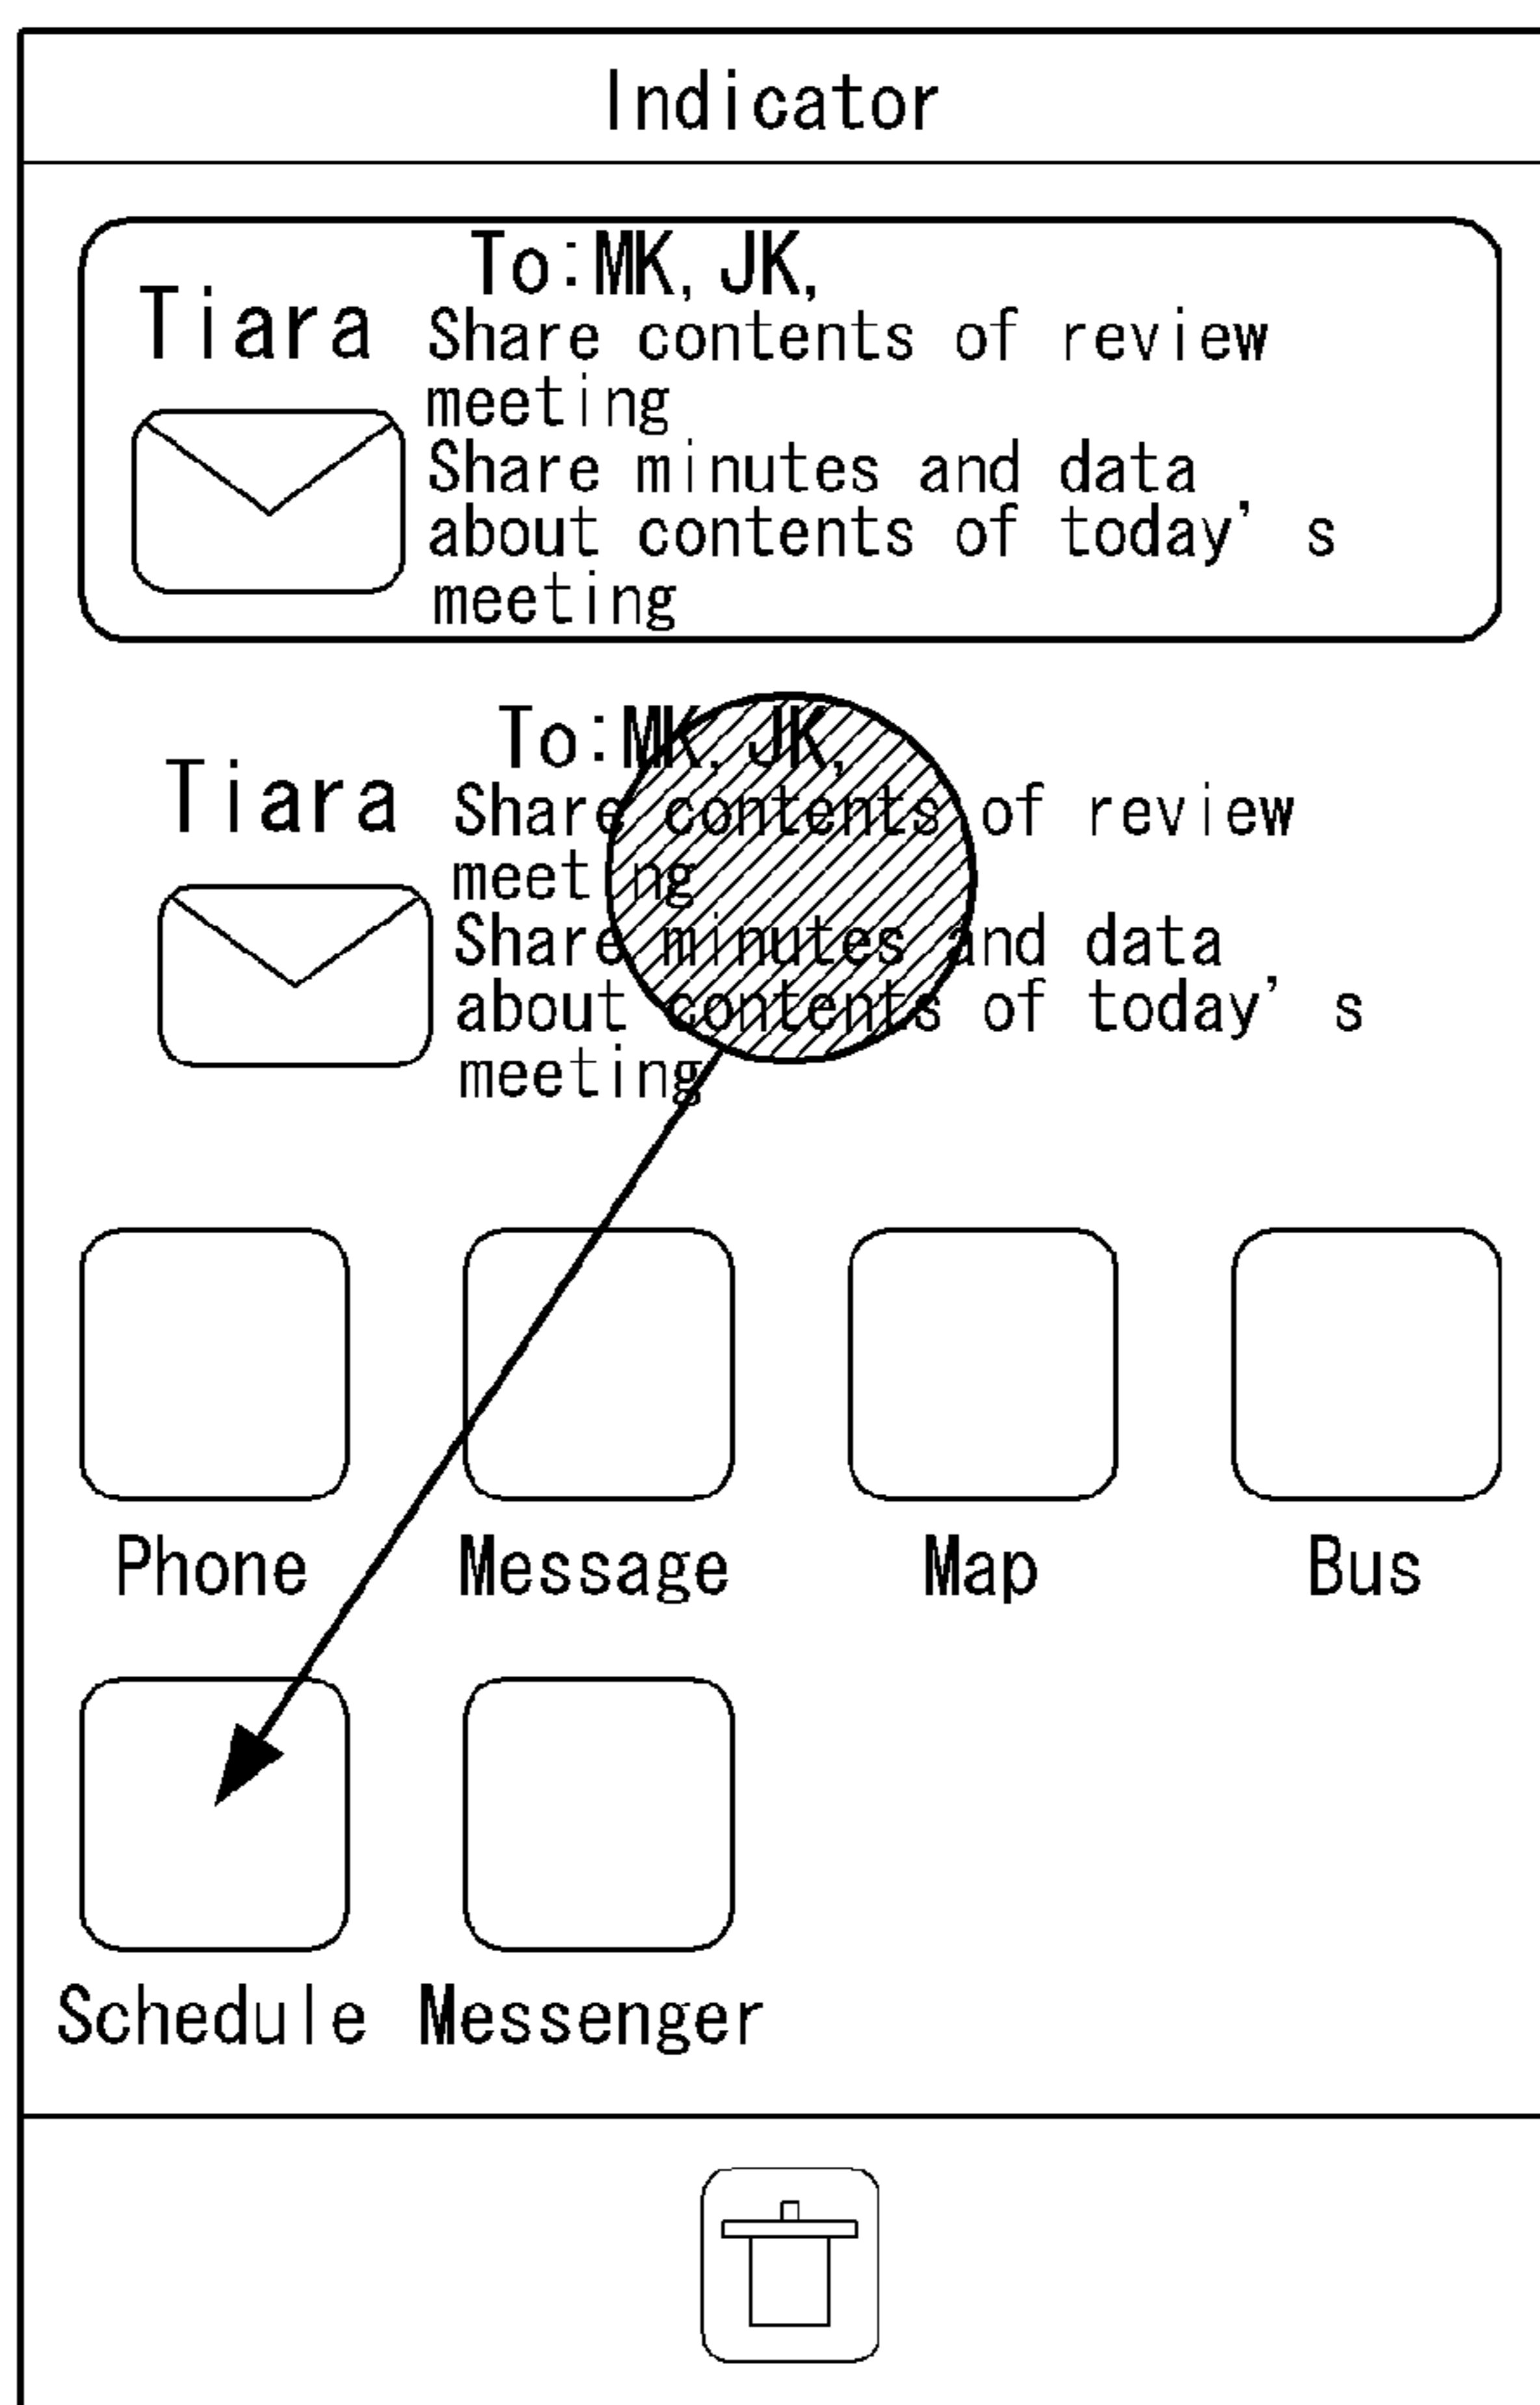 Indicator
To:MK, JK,
Tiara
Share contents of review
meeting
Share minutes and data
about contents of today's
meeting
To:MK, JK,
Tiara
Share contents of review
meeting
Share minutes and data
about contents of today's
meeting
Phone Message Map Bus
Schedule Messenger